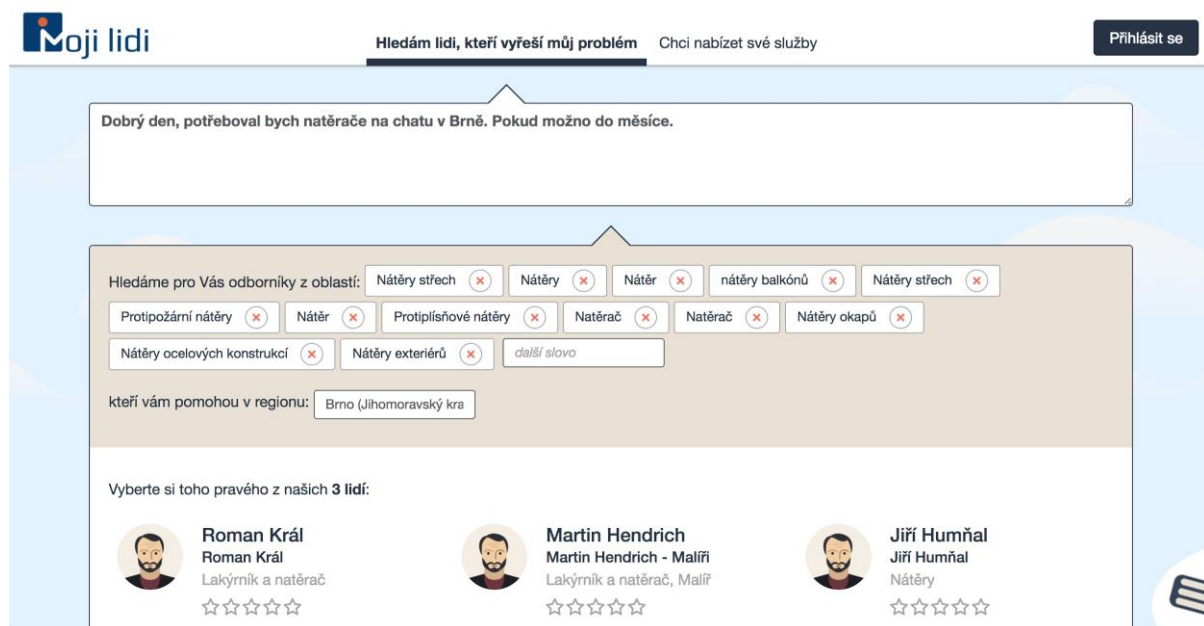 Moji lidi
Hledám lidi, kteří vyřeší můj problém Chci nabízet své služby
Přihlásit se
Dobrý den, potřeboval bych natěrače na chatu v Brně. Pokud možno do měsíce.
Hledáme pro Vás odborníky z oblastí: Nátěry střech Nátěry Nátěr nátěry balkónů Nátěry střech
Protipožární nátěry Nátěr Protiplísňové nátěry Natěrač Natěrač Nátěry okapů
Nátěry ocelových konstrukcí Nátěry exteriérů další slovo
kteří vám pomohou v regionu: Brno (Jihomoravský kra
Vyberte si toho pravého z našich 3 lidí:
Roman Král Martin Hendrich Jiří Humňal
Roman Král Martin Hendrich - Malíři Jiří Humňal
Lakýrník a natěrač Lakýrník a natěrač, Malíř Nátěry